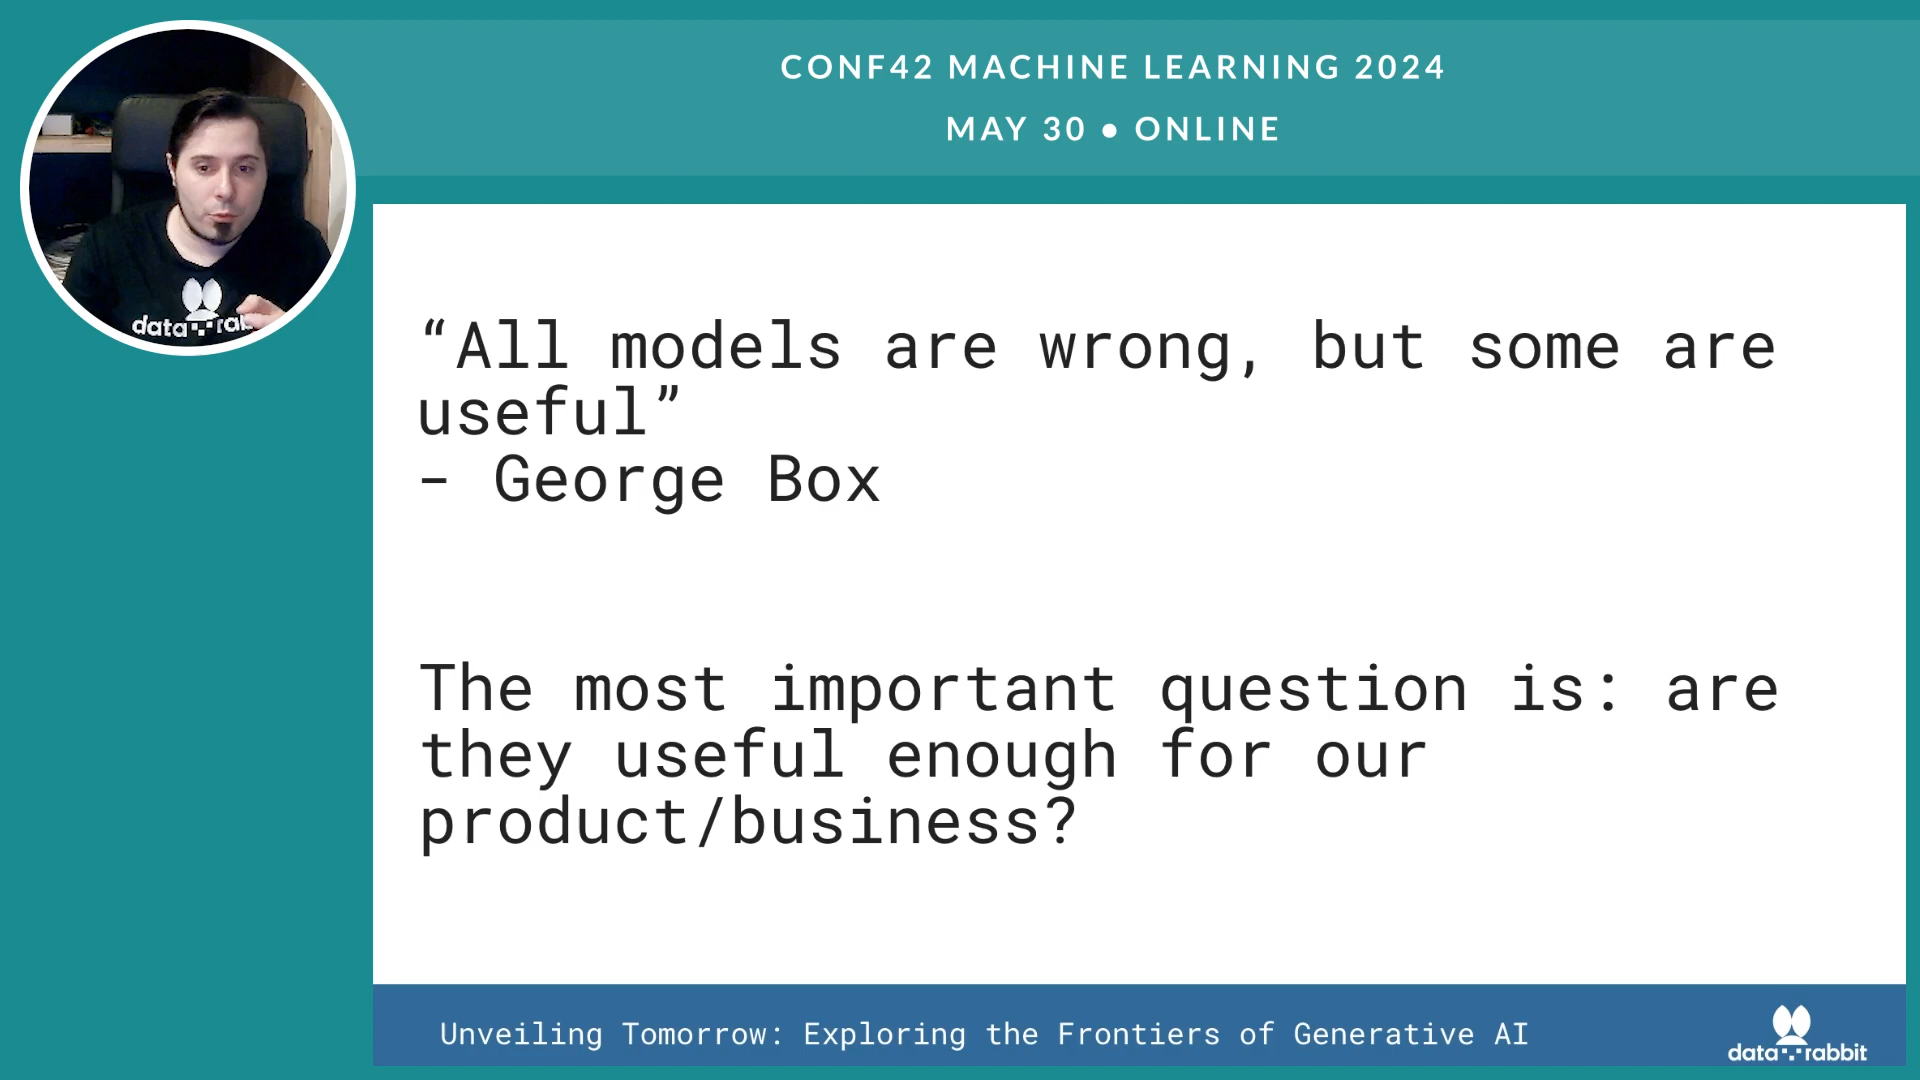 CONF42 MACHINE LEARNING 2024
MAY 30 ● ONLINE
data rab
“All models are wrong, but some are
useful”
- George Box
The most important question is: are
they useful enough for our
product/business?
Unveiling Tomorrow: Exploring the Frontiers of Generative AI
data rabbit